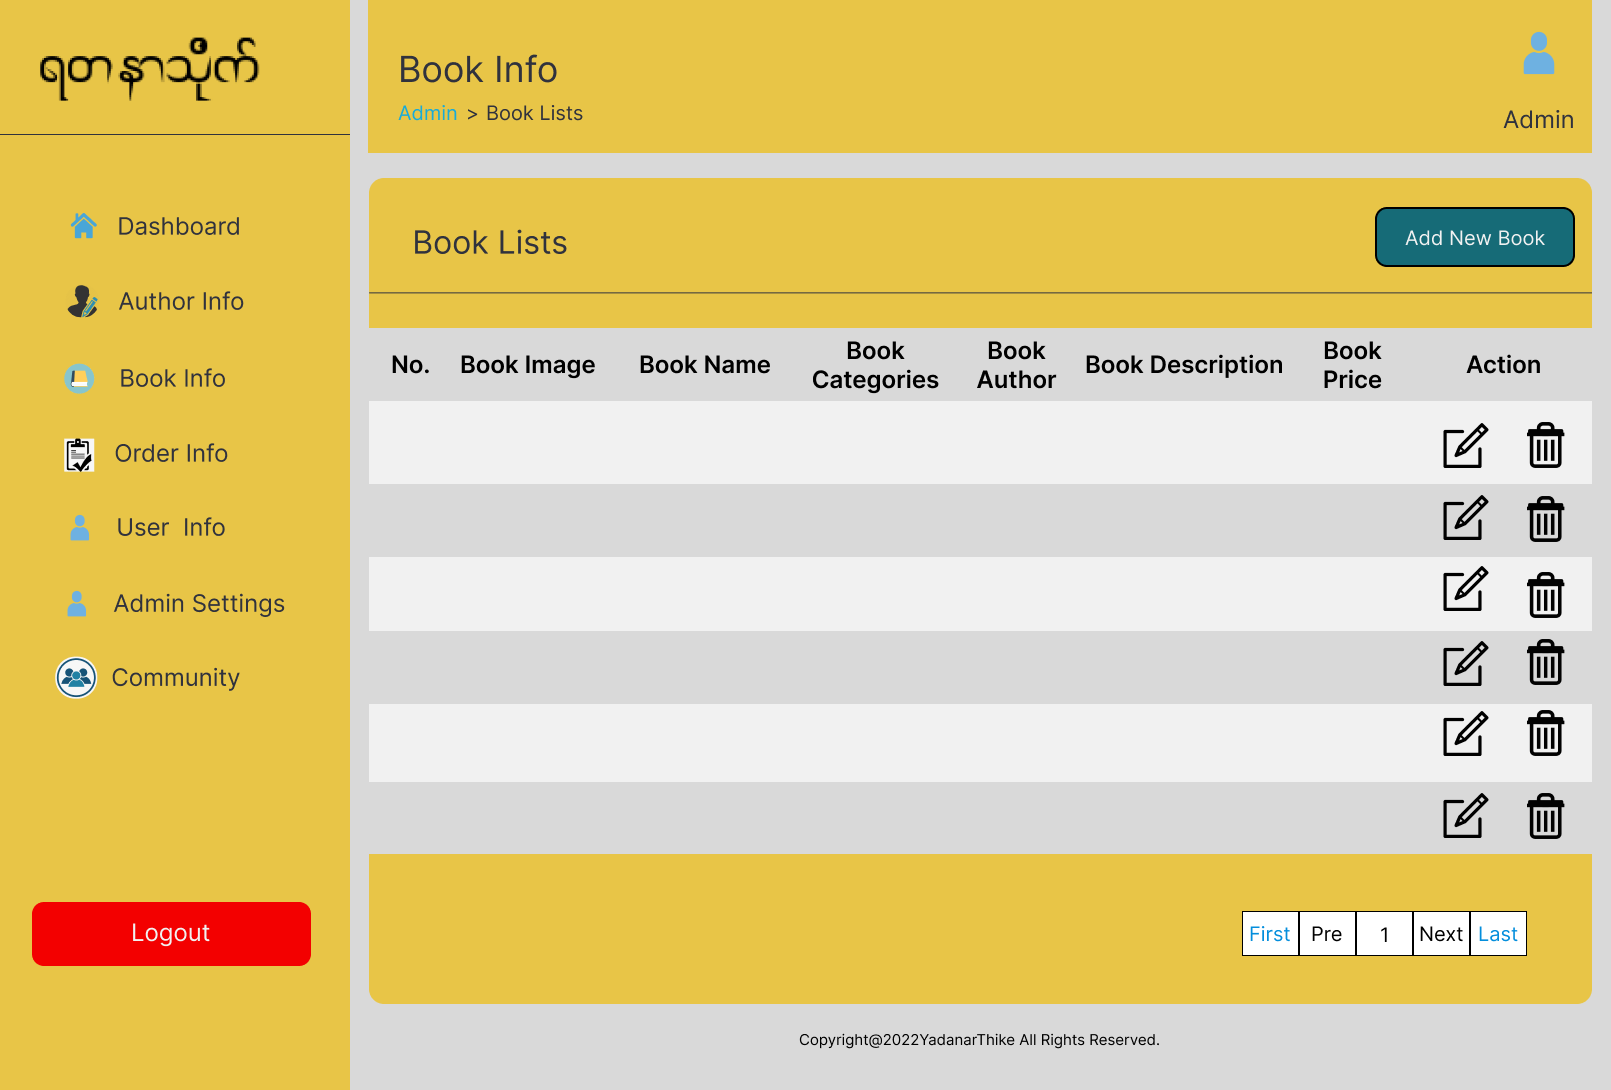 ရတနာသိုက်
Dashboard
Author Info
Book Info
Order Info
User Info
Admin Settings
Community
Logout
Book Info
Admin > Book Lists
Admin
Book Lists
Add New Book
No. Book Image Book Name Book Categories Book Author Book Description Book Price Action
First Pre 1 Next Last
Copyright@2022YadanarThike All Rights Reserved.